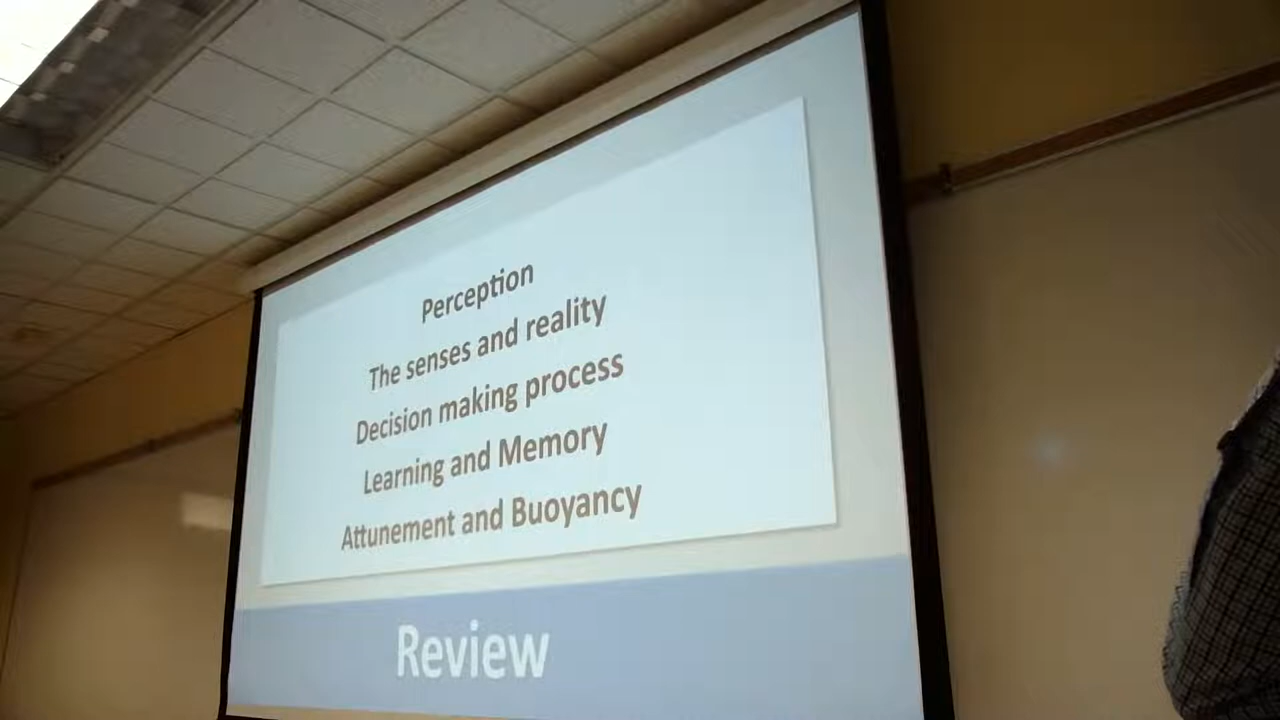 Perception
The senses and reality
Decision making process
Learning and Memory
Attunement and Buoyancy
Review